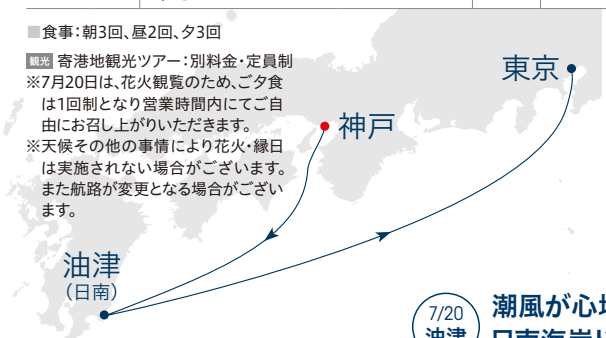 ■食事:朝3回、昼2回、夕3回
観光 寄港地観光ツアー:別料金・定員制
※7月20日は、花火観覧のため、ご夕食
は1回制となり営業時間内にてご自
由にお召し上がりいただきます。
※天候その他の事情により花火・縁日
は実施されない場合がございます。
また航路が変更となる場合がござい
ます。
東京
神戸
油津
(日南)
7/20
油津
潮風が心
日南海岸